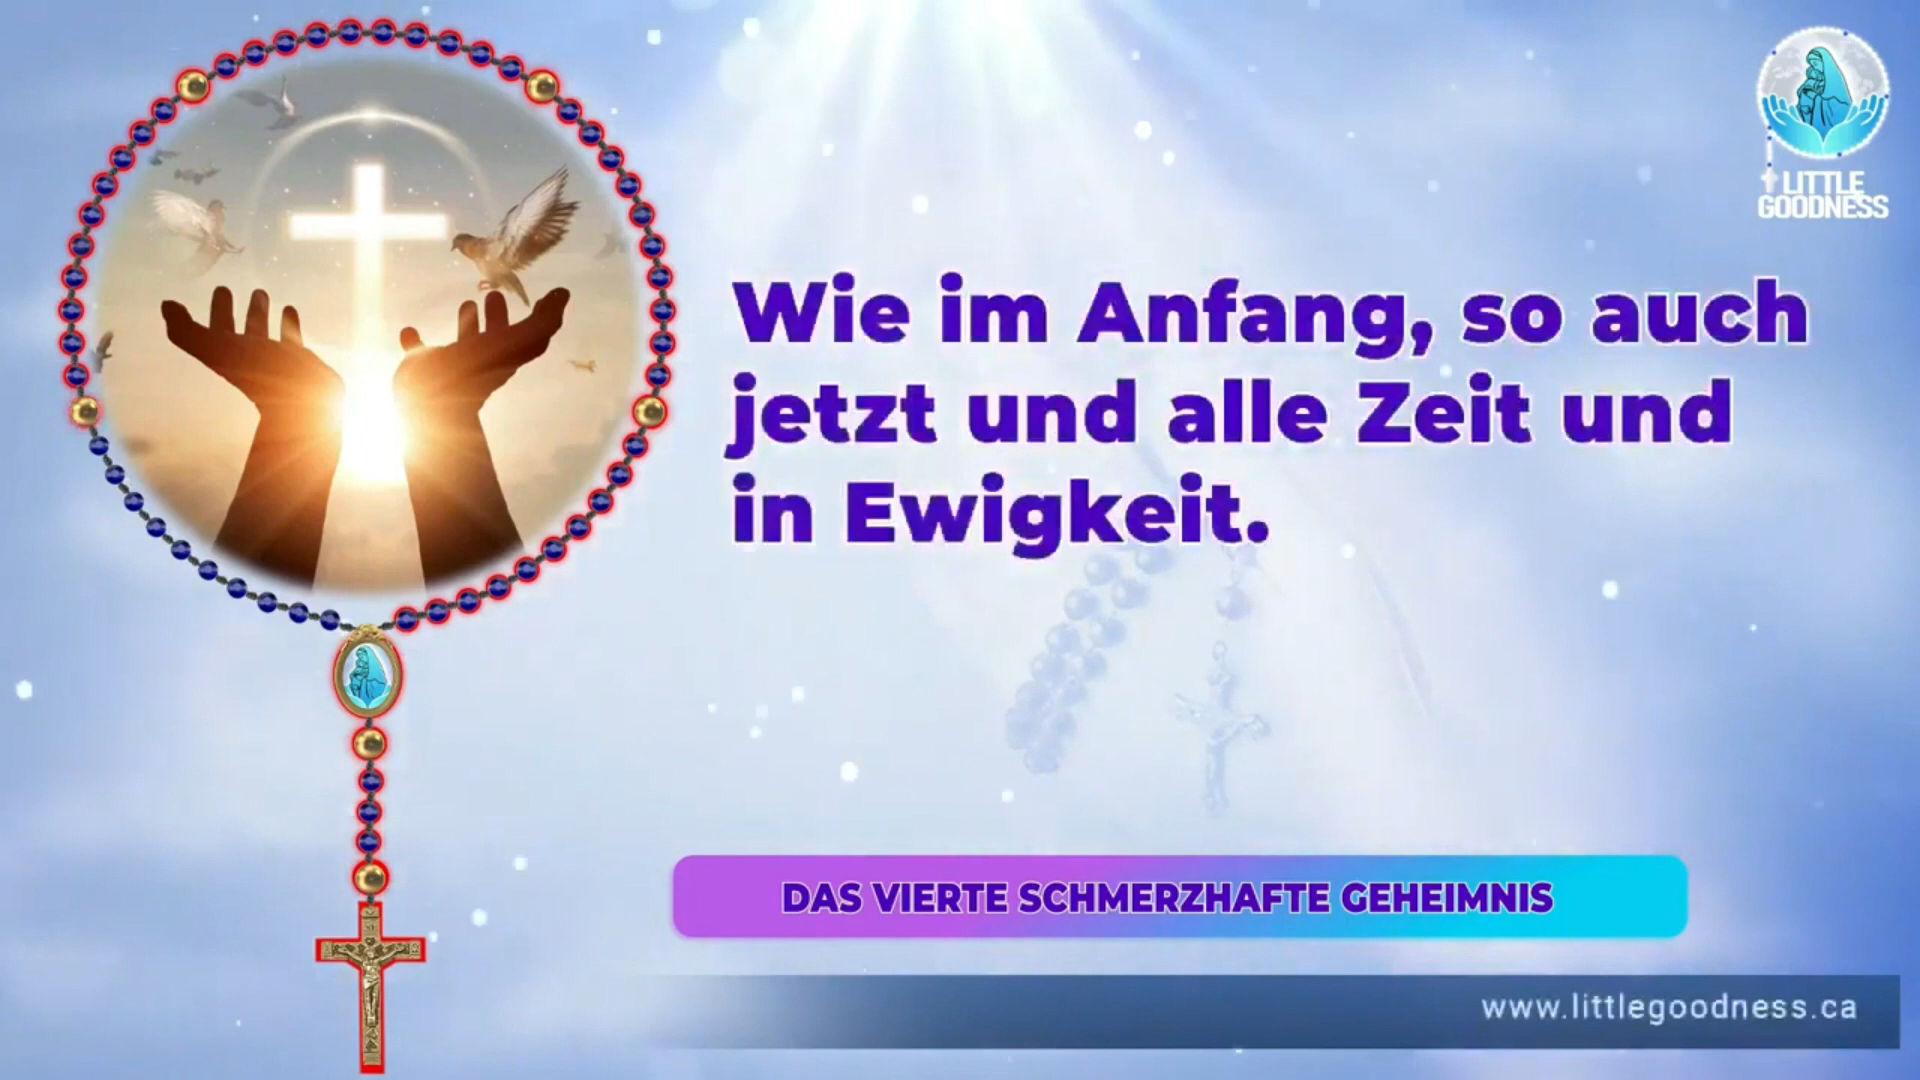 LITTLE
GOODNESS
Wie im Anfang, so auch
jetzt und alle Zeit und
in Ewigkeit.
DAS VIERTE SCHMERZHAFTE GEHEIMNIS
www.littlegoodness.ca